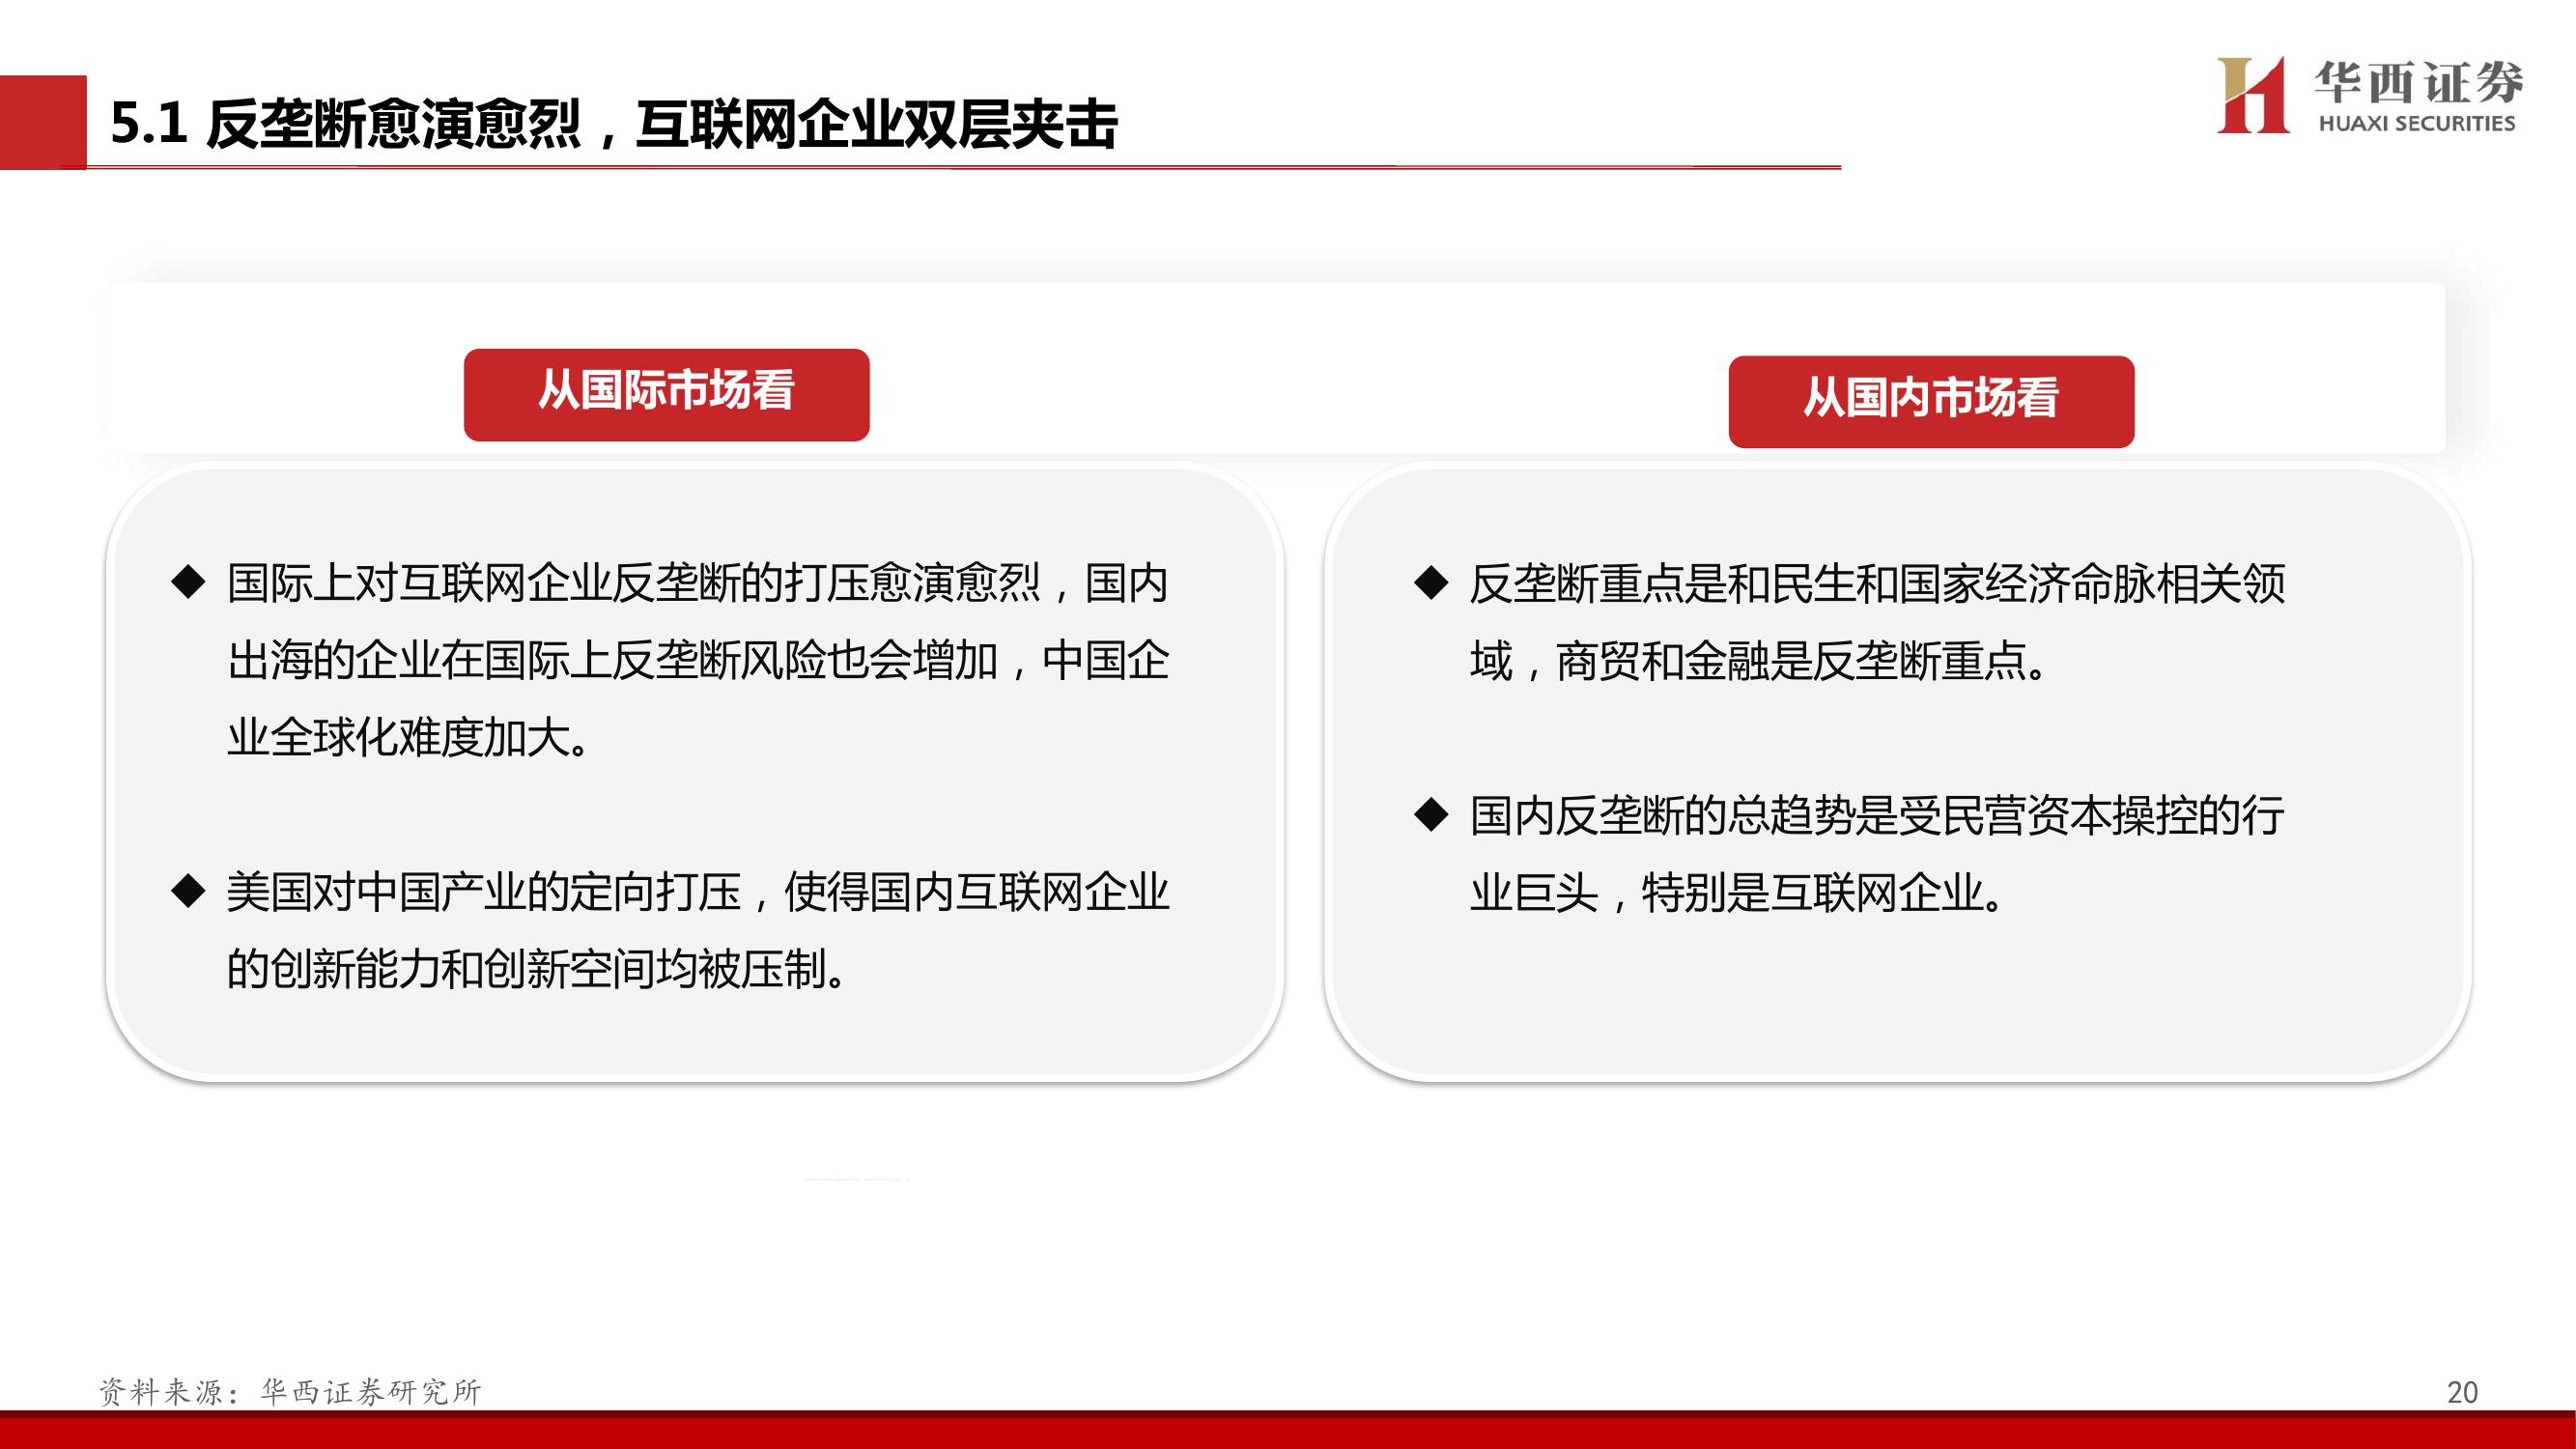 5.1 反垄断愈演愈烈，互联网企业双层夹击
华西证券
HUAXI SECURITIES
从国际市场看
国际上对互联网企业反垄断的打压愈演愈烈，国内
出海的企业在国际上反垄断风险也会增加，中国企
业全球化难度加大。
美国对中国产业的定向打压，使得国内互联网企业
的创新能力和创新空间均被压制。
从国内市场看
反垄断重点是和民生和国家经济命脉相关领
域，商贸和金融是反垄断重点。
国内反垄断的总趋势是受民营资本操控的行
业巨头，特别是互联网企业。
资料来源：华西证券研究所
20